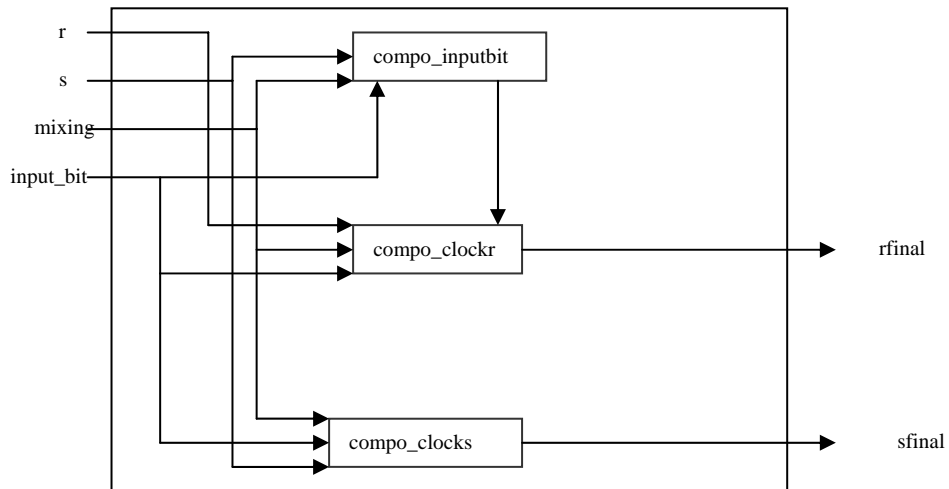 r
compo_inputbit
s
mixing
input_bit
compo_clockr
rfinal
compo_clocks
sfinal